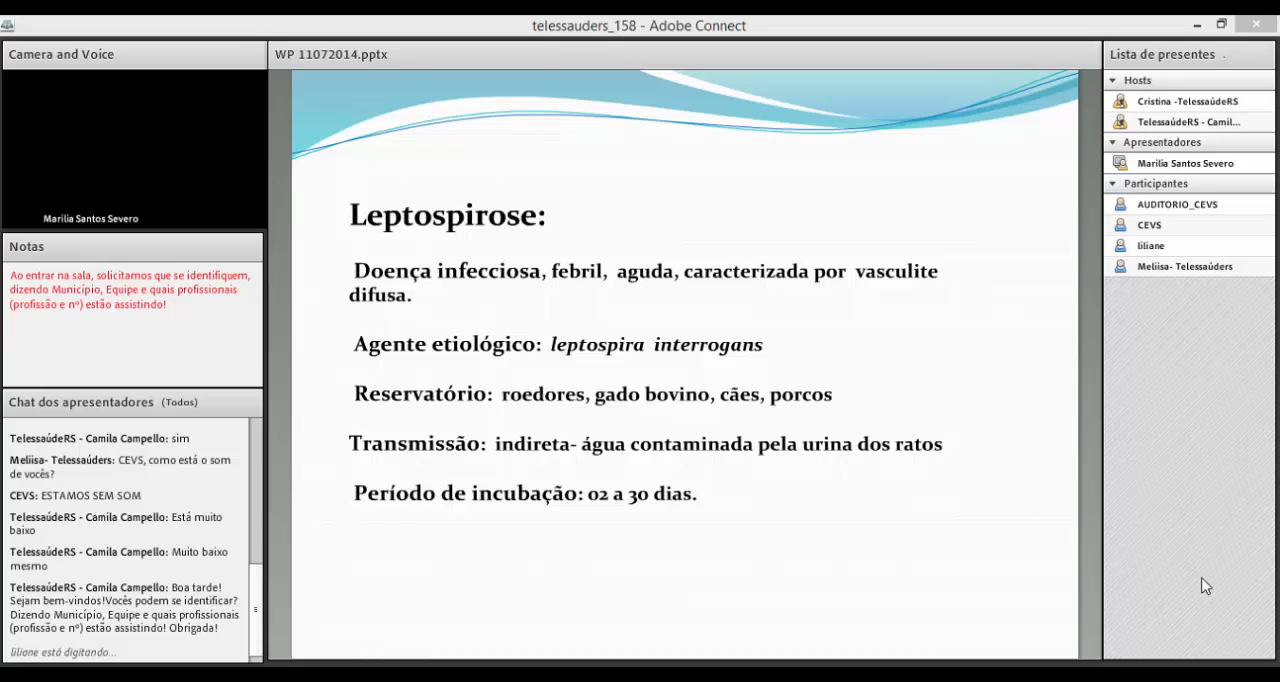 telessauders_158 - Adobe Connect
Camera and Voice
Marilia Santos Severo
Notas
Ao entrar na sala, solicitamos que se identifiquem,
dizendo Município, Equipe e quais profissionais
(profissão e nº) estão assistindo!
Chat dos apresentadores (Todos)
TelessaúdeRS - Camila Campello: sim
Meliisa- Telessaúders: CEVS, como está o som
de vocês?
CEVS: ESTAMOS SEM SOM
TelessaúdeRS - Camila Campello: Está muito
baixo
TelessaúdeRS - Camila Campello: Muito baixo
mesmo
TelessaúdeRS - Camila Campello: Boa tarde!
Sejam bem-vindos!Vocês podem se identificar?
Dizendo Município, Equipe e quais profissionais
(profissão e nº) estão assistindo! Obrigada!
liliane está digitando...
WP 11072014.pptx
Leptospirose:
Doença infecciosa, febril, aguda, caracterizada por vasculite
difusa.
Agente etiológico: leptospira interrogans
Reservatório: roedores, gado bovino, cães, porcos
Transmissão: indireta- água contaminada pela urina dos ratos
Período de incubação: 02 a 30 dias.
Lista de presentes
Hosts
Cristina -TelessaúdeRS
TelessaúdeRS - Camil...
Apresentadores
Marilia Santos Severo
Participantes
AUDITORIO_CEVS
CEVS
liliane
Meliisa- Telessaúders